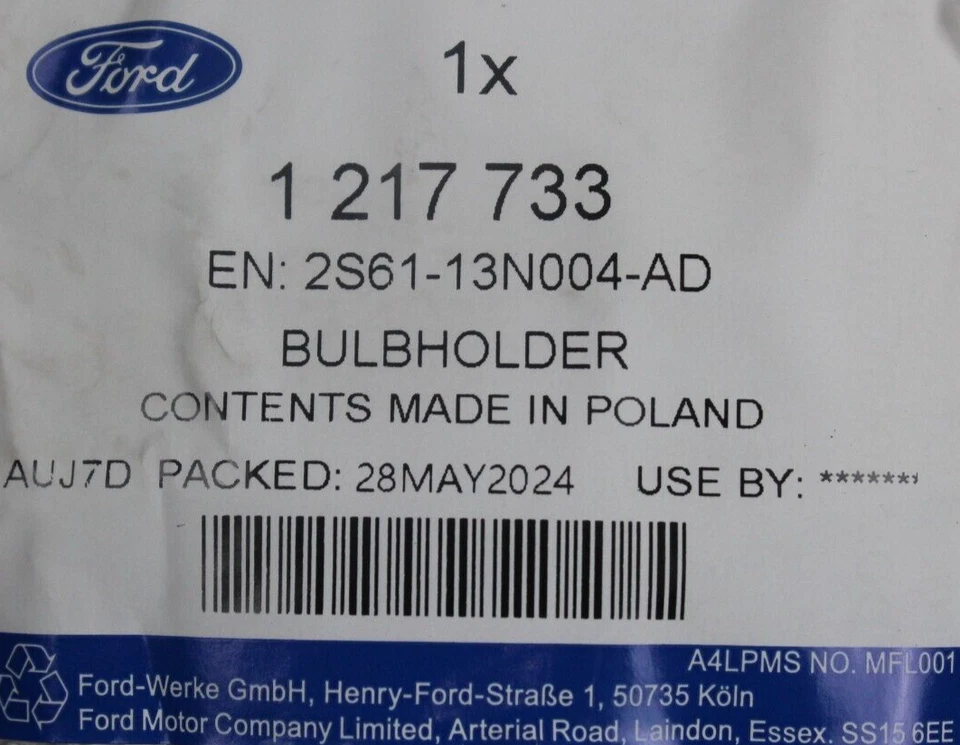 Ford
1x
1 217 733
EN: 2S61-13N004-AD
BULBHOLDER
CONTENTS MADE IN POLAND
AUJ7D PACKED: 28MAY2024 USE BY: *******
A4LPMS NO. MFL001
Ford-Werke GmbH, Henry-Ford-Straße 1, 50735 Köln
Ford Motor Company Limited, Arterial Road, Laindon, Essex. SS15 6EE